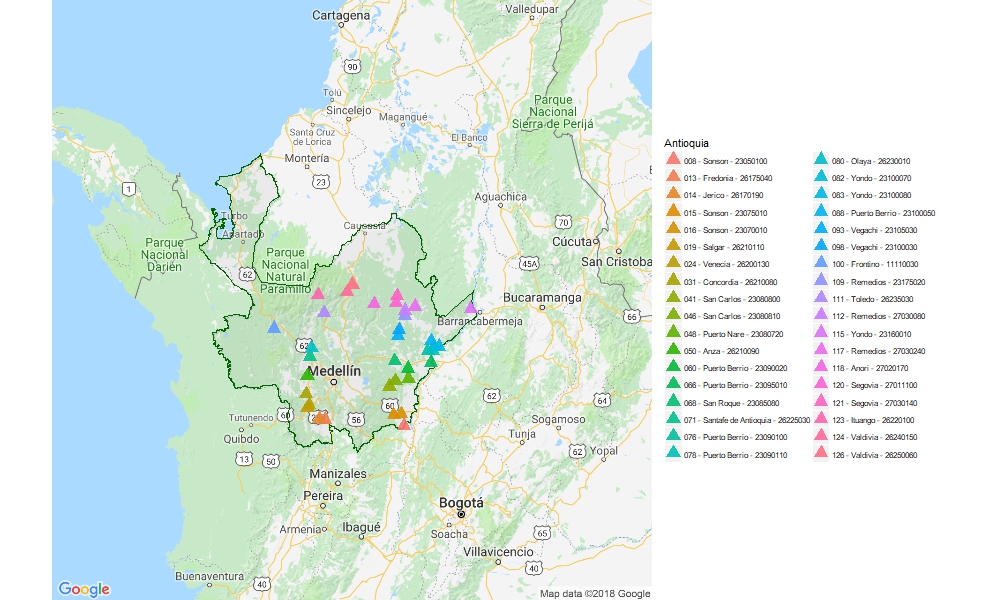 Cartagena
Valledupar
90
Tolu
Sincelejo
Magangue
Parque
Nacional
Sierra de Perijá
Santa Cruz
de Lorica
El Banco
Montería
1
23
Aguachica
Turbo
Apartadó
Caucasia
70
Cúcuta
Parque
Nacional
Darién
Parque
Nacional
Natural
Paramillo
62
45A
San Cristoba
Bucaramanga
66
Barrancabermeja
62
Medellín
62
64
60
60
56
Tutunendo
Quibdo
Sogamoso
Tunja
62
Yopal
13
50
Manizales
Pereira
Bogotá
Armenia
Ibagué
Soacha
65
Villavicencio
40
Buenaventura
40
Google
Map data ©2018 Google
Antioquia
008 - Sonson - 23050100
013 - Fredonia - 26175040
014 - Jerico - 26170190
015 - Sonson - 23075010
016 - Sonson - 23070010
019 - Salgar - 26210110
024 - Venecia - 26200130
031 - Concordia - 26210080
041 - San Carlos - 23080800
046 - San Carlos - 23080810
048 - Puerto Nare - 23080720
050 - Anza - 26210090
060 - Puerto Berrio - 23090020
066 - Puerto Berrio - 23095010
068 - San Roque - 23085080
071 - Santafe de Antioquia - 26225030
076 - Puerto Berrio - 23090100
078 - Puerto Berrio - 23090110
080 - Olaya - 26230010
082 - Yondo - 23100070
083 - Yondo - 23100080
088 - Puerto Berrio - 23100050
093 - Vegachi - 23105030
098 - Vegachi - 23100030
100 - Frontino - 11110030
109 - Remedios - 23175020
111 - Toledo - 26235030
112 - Remedios - 27030080
115 - Yondo - 23160010
117 - Remedios - 27030240
118 - Anori - 27020170
120 - Segovia - 27011100
121 - Segovia - 27030140
123 - Ituango - 26220100
124 - Valdivia - 26240150
126 - Valdivia - 26250060